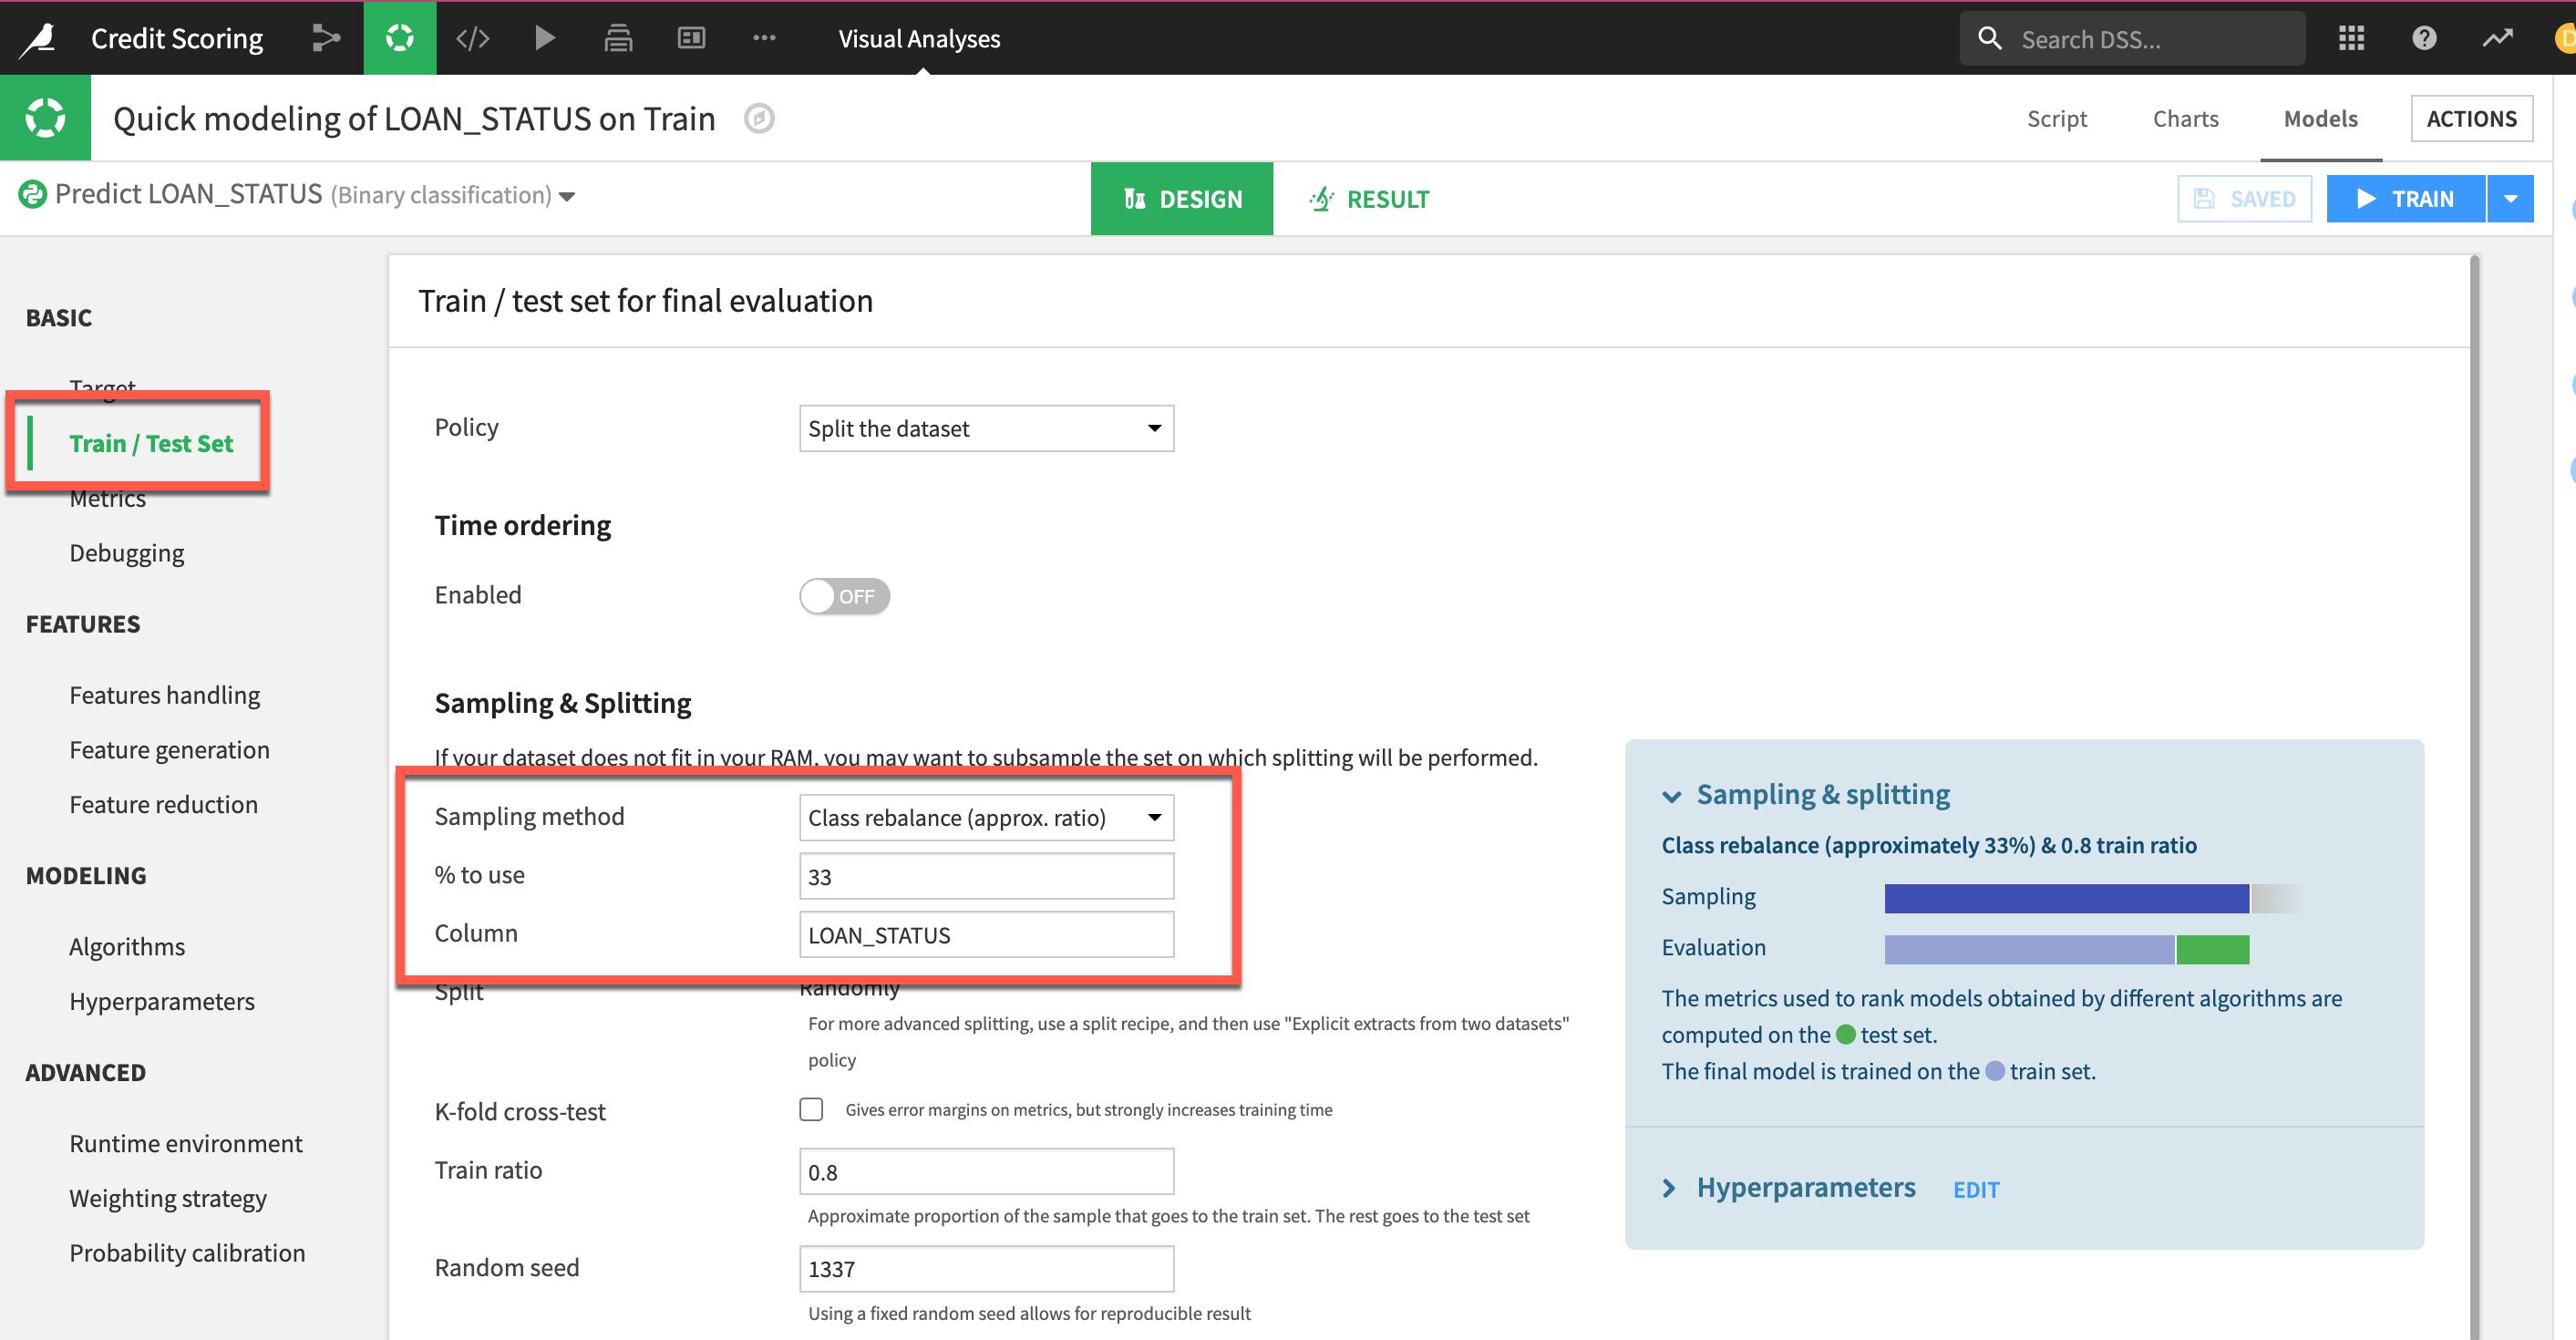 Credit Scoring
Visual Analyses
Search DSS...
Quick modeling of LOAN_STATUS on Train
Script
Charts
Models
ACTIONS
Predict LOAN_STATUS (Binary classification)
DESIGN
RESULT
SAVED
TRAIN
BASIC
Target
Train / Test Set
Metrics
Debugging
FEATURES
Features handling
Feature generation
Feature reduction
MODELING
Algorithms
Hyperparameters
ADVANCED
Runtime environment
Weighting strategy
Probability calibration
Train / test set for final evaluation
Policy
Split the dataset
Time ordering
Enabled
OFF
Sampling & Splitting
If your dataset does not fit in your RAM, you may want to subsample the set on which splitting will be performed.
Sampling method
Class rebalance (approx. ratio)
% to use
33
Column
LOAN_STATUS
Split
Randomly
For more advanced splitting, use a split recipe, and then use "Explicit extracts from two datasets"
policy
K-fold cross-test
Gives error margins on metrics, but strongly increases training time
Train ratio
0.8
Approximate proportion of the sample that goes to the train set. The rest goes to the test set
Random seed
1337
Using a fixed random seed allows for reproducible result
Sampling & splitting
Class rebalance (approximately 33%) & 0.8 train ratio
Sampling
Evaluation
The metrics used to rank models obtained by different algorithms are
computed on the test set.
The final model is trained on the train set.
Hyperparameters
EDIT